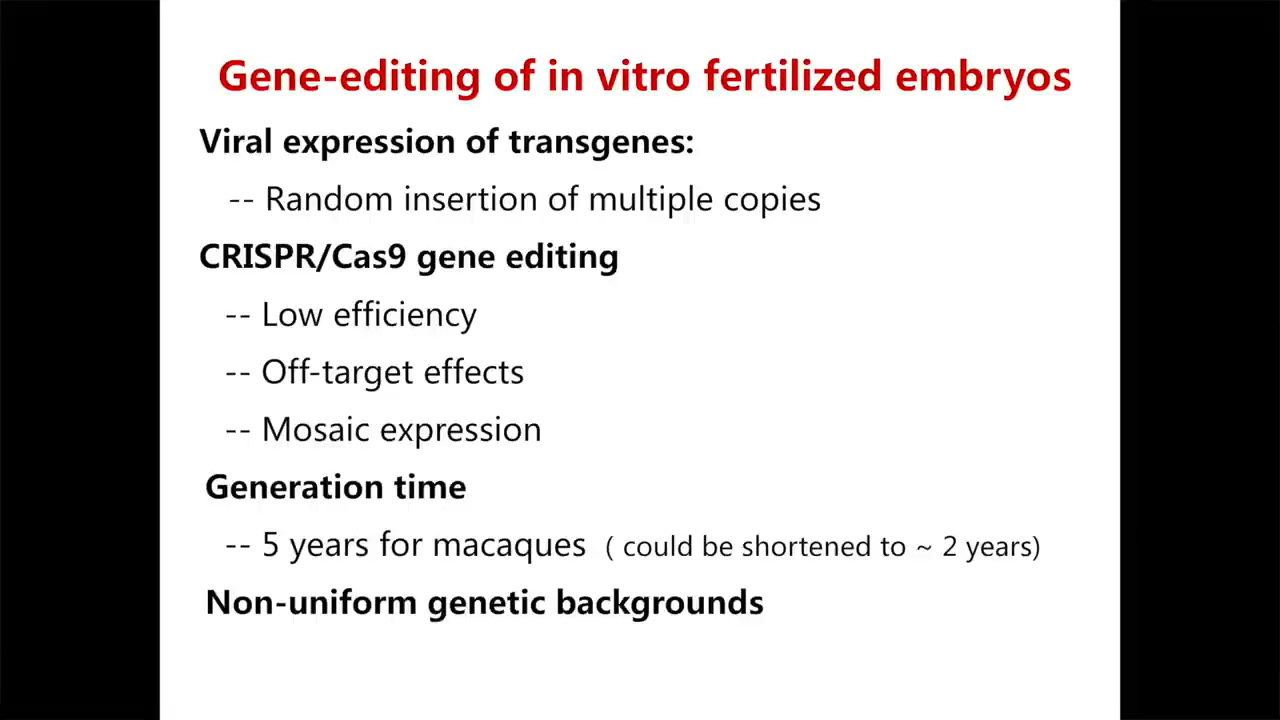 Gene-editing of in vitro fertilized embryos
Viral expression of transgenes:
-- Random insertion of multiple copies
CRISPR/Cas9 gene editing
-- Low efficiency
-- Off-target effects
-- Mosaic expression
Generation time
-- 5 years for macaques ( could be shortened to ~ 2 years)
Non-uniform genetic backgrounds